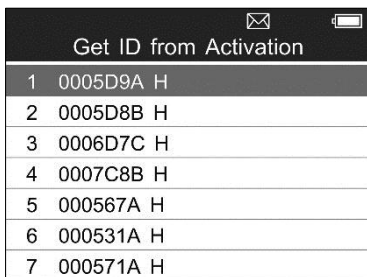 Get ID from Activation
1 0005D9A H
2 0005D8B H
3 0006D7C H
4 0007C8B H
5 000567A H
6 000531A H
7 000571A H